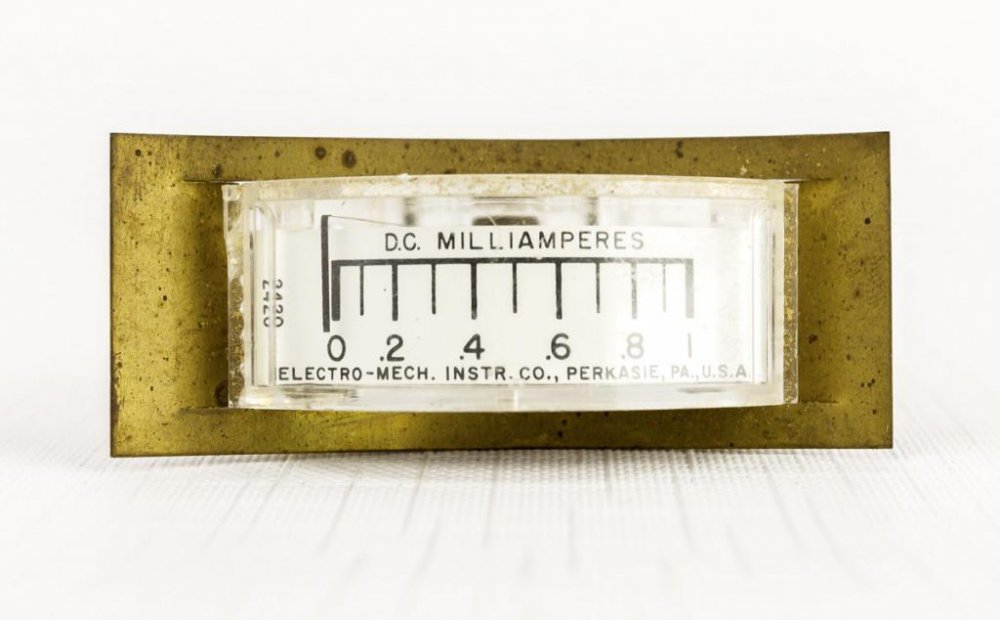 D.C. MILLIAMPERES
0 .2 .4 .6 .8 1
ELECTRO-MECH. INSTR. CO., PERKASIE, PA., U.S.A